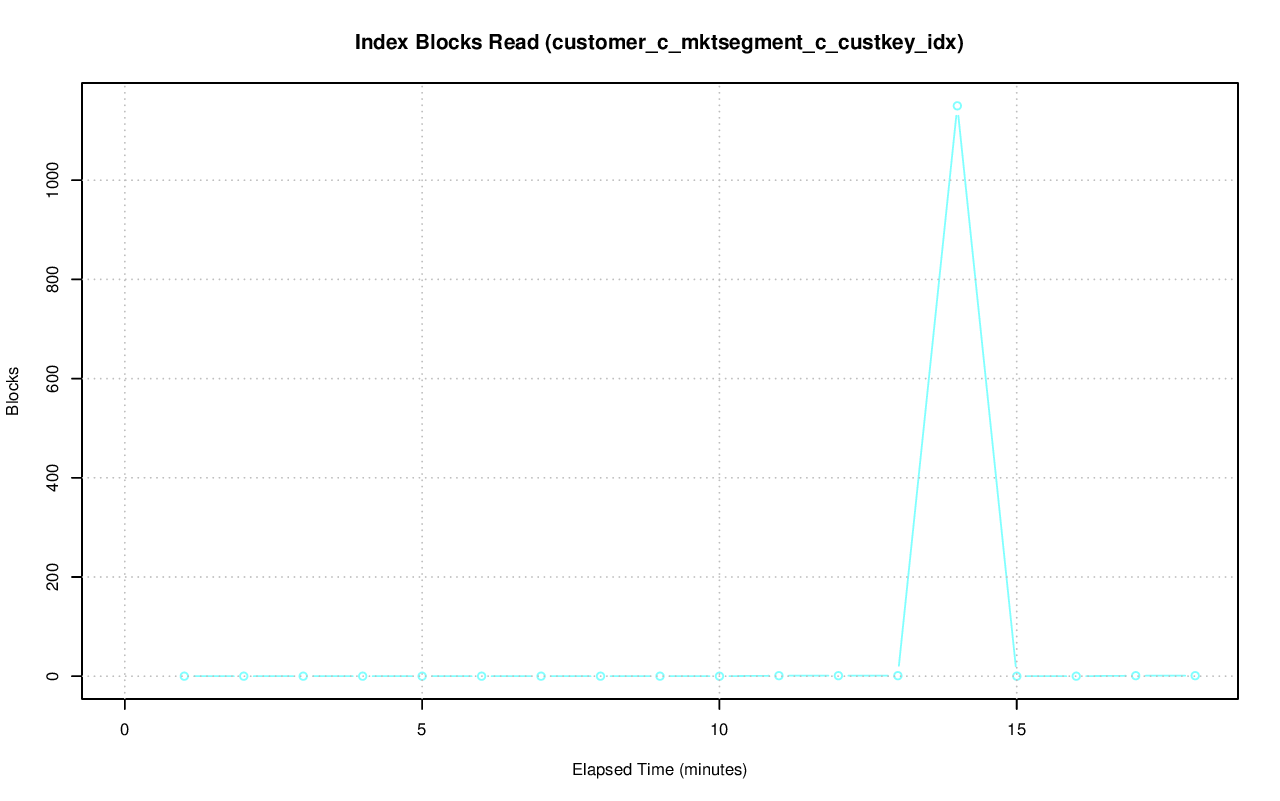 Index Blocks Read (customer_c_mktsegment_c_custkey_idx)
1000
800
600
400
200
0
Blocks
0 5 10 15
Elapsed Time (minutes)